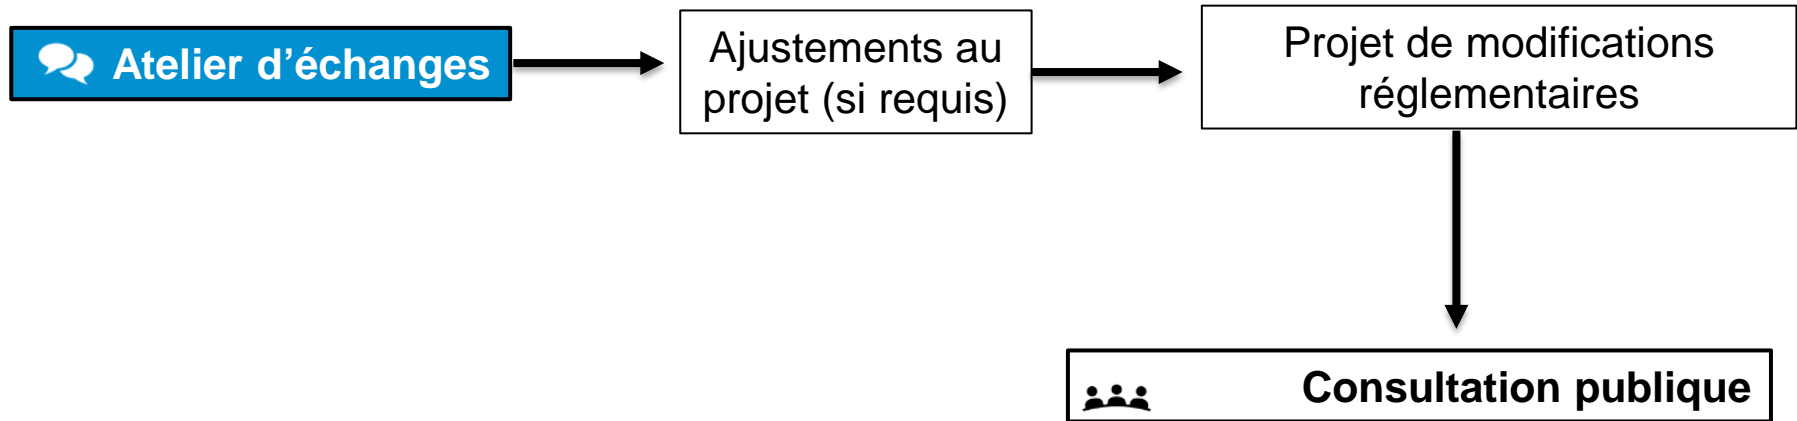 Atelier d’échanges
Ajustements au
projet (si requis)
Projet de modifications
réglementaires
Consultation publique